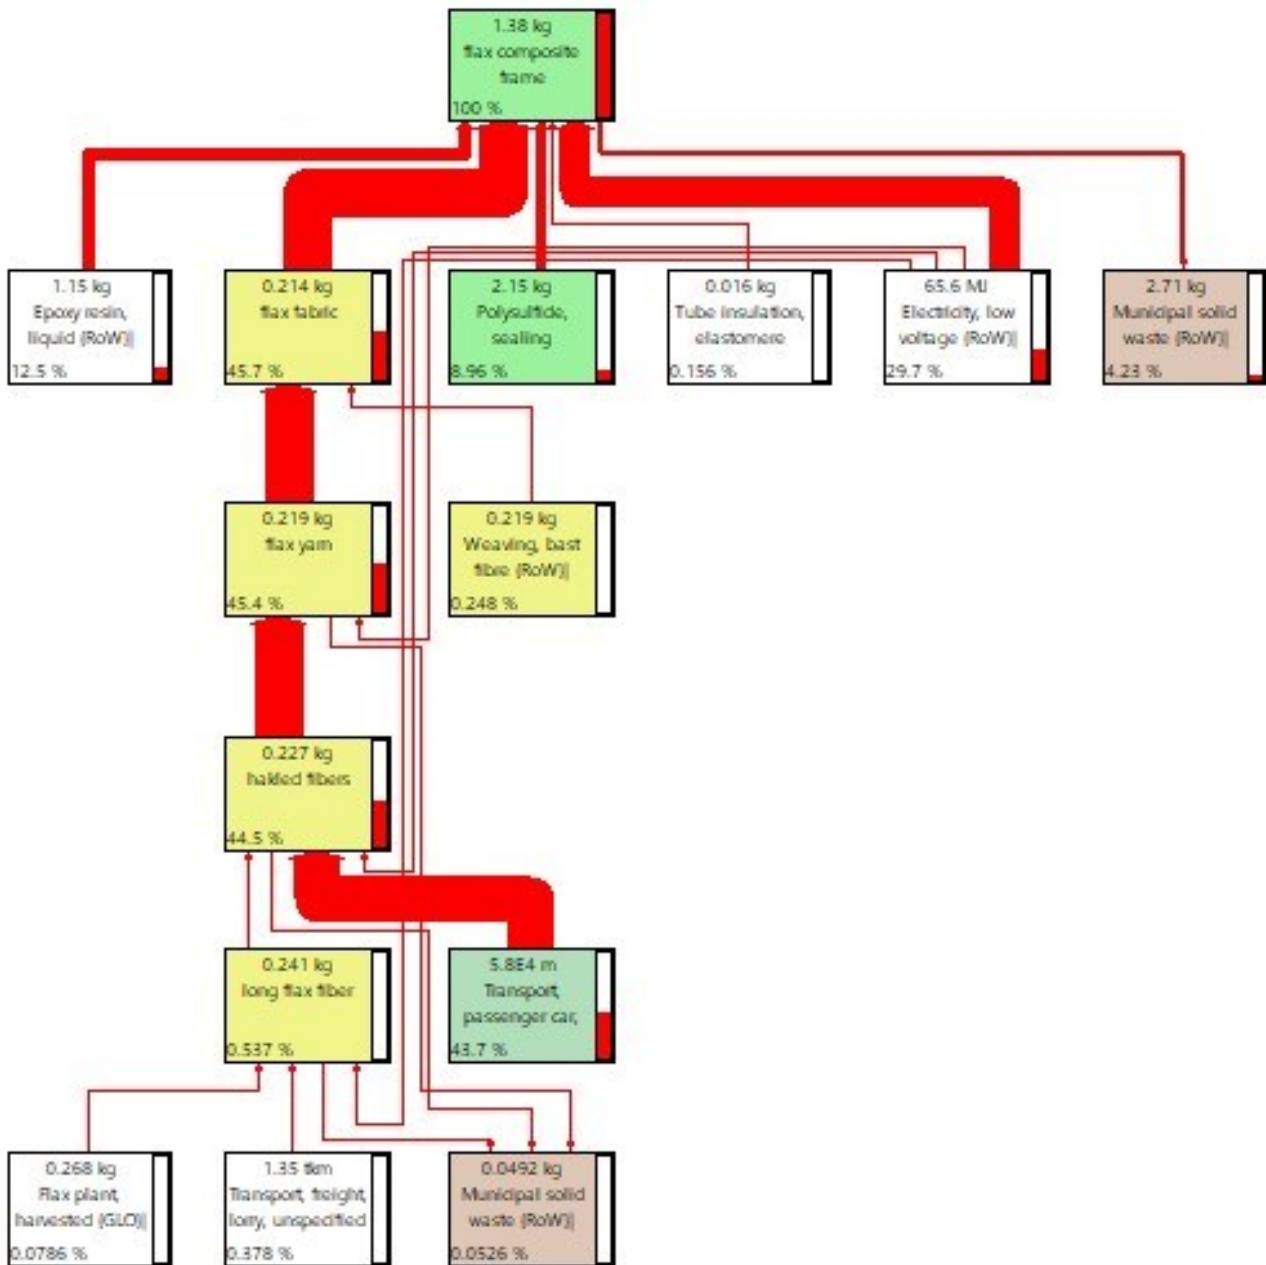 1.38 kg
flax composite
frame
100 %
1.15 kg
Epoxy resin,
liquid {RoW}|
12.5 %
0.214 kg
flax fabric
45.7 %
2.15 kg
Polysulfide,
sealing
8.96 %
0.016 kg
Tube insulation,
elastomere
0.156 %
65.6 MJ
Electricity, low
voltage {RoW}|
29.7 %
2.71 kg
Municipal solid
waste {RoW}|
4.23 %
0.219 kg
flax yarn
45.4 %
0.219 kg
Weaving, bast
fibre {RoW}|
0.248 %
0.227 kg
hakled fibers
44.5 %
0.241 kg
long flax fiber
0.537 %
5.8E4 m
Transport,
passenger car,
43.7 %
0.268 kg
Flax plant,
harvested {GLO}|
0.0786 %
1.35 tkm
Transport, freight,
lorry, unspecified
0.378 %
0.0492 kg
Municipal solid
waste {RoW}|
0.0526 %